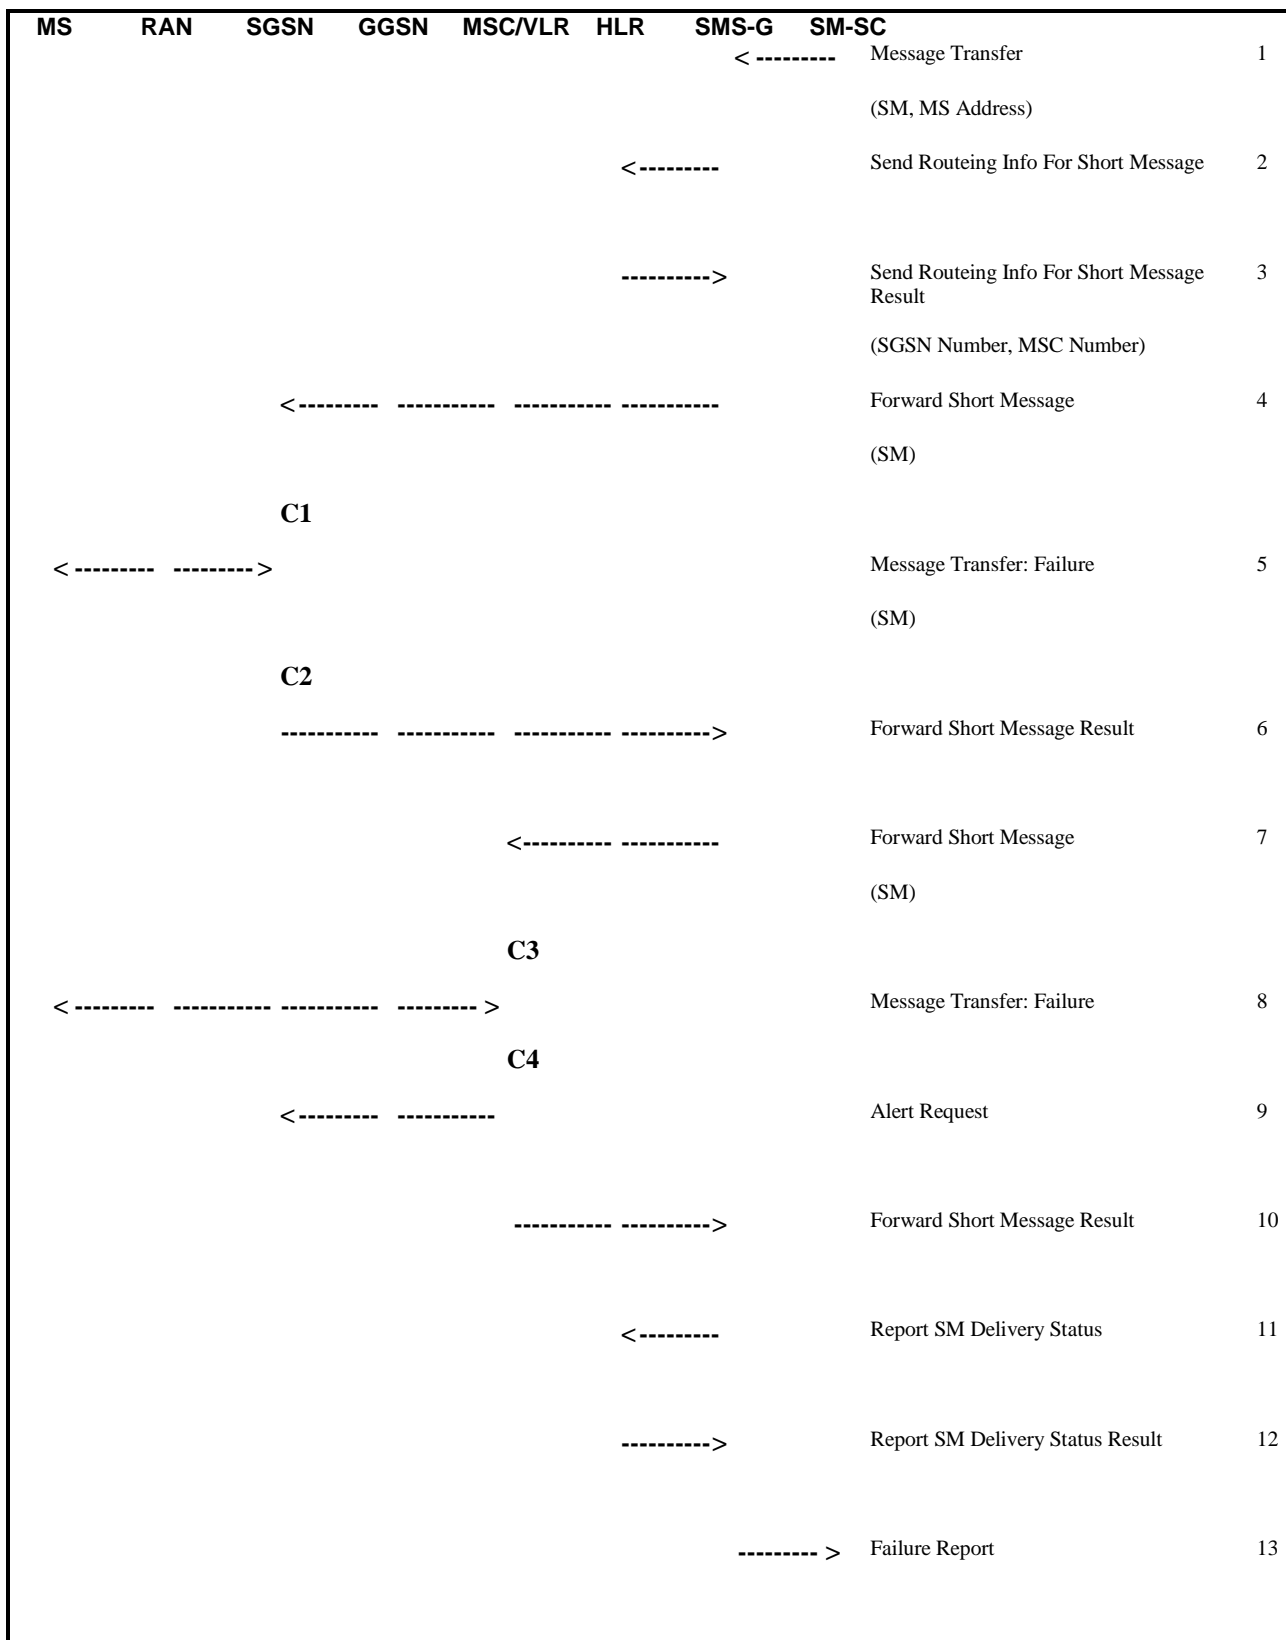 MS RAN SGSN GGSN MSC/VLR HLR SMS-G SM-SC
< --------- Message Transfer 1
(SM, MS Address)
<--------- Send Routeing Info For Short Message 2
----------> Send Routeing Info For Short Message 3
Result
(SGSN Number, MSC Number)
<--------- ----------- ----------- ----------- Forward Short Message 4
(SM)
C1
< --------- ---------> Message Transfer: Failure 5
(SM)
C2
----------- ----------- ----------- ----------> Forward Short Message Result 6
<---------- ----------- Forward Short Message 7
(SM)
C3
< --------- ----------- ----------- --------- > Message Transfer: Failure 8
C4
<--------- ----------- Alert Request 9
----------- ----------> Forward Short Message Result 10
<--------- Report SM Delivery Status 11
----------> Report SM Delivery Status Result 12
--------- > Failure Report 13